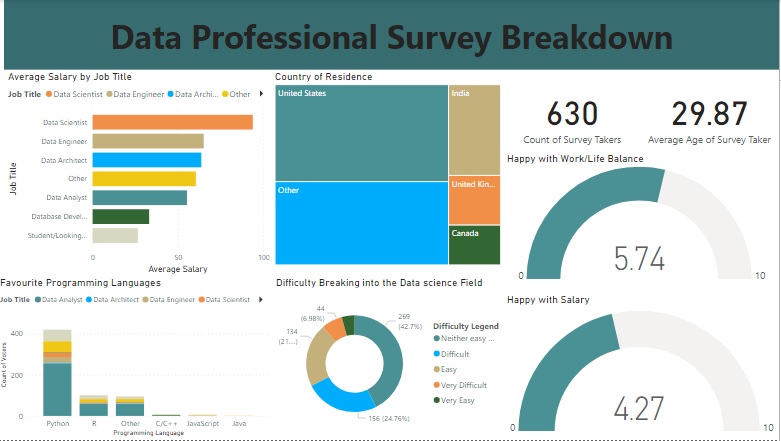 Data Professional Survey Breakdown
Average Salary by Job Title
Job Title Data Scientist Data Engineer Data Archi... Other
Job Title
Data Scientist
Data Engineer
Data Architect
Other
Data Analyst
Database Devel...
Student/Looking...
0 50 100
Average Salary
Country of Residence
United States
India
Other
United Kin...
Canada
630
Count of Survey Takers
29.87
Average Age of Survey Taker
Happy with Work/Life Balance
5.74
0 10
Favourite Programming Languages
Job Title Data Analyst Data Architect Data Engineer Data Scientist
Count of Voters
400
200
0
Python R Other C/C++ JavaScript Java
Programming Language
Difficulty Breaking into the Data science Field
44
(6.98%)
134
(21....)
269
(42.7%)
156 (24.76%)
Difficulty Legend
Neither easy ...
Difficult
Easy
Very Difficult
Very Easy
Happy with Salary
4.27
0 10